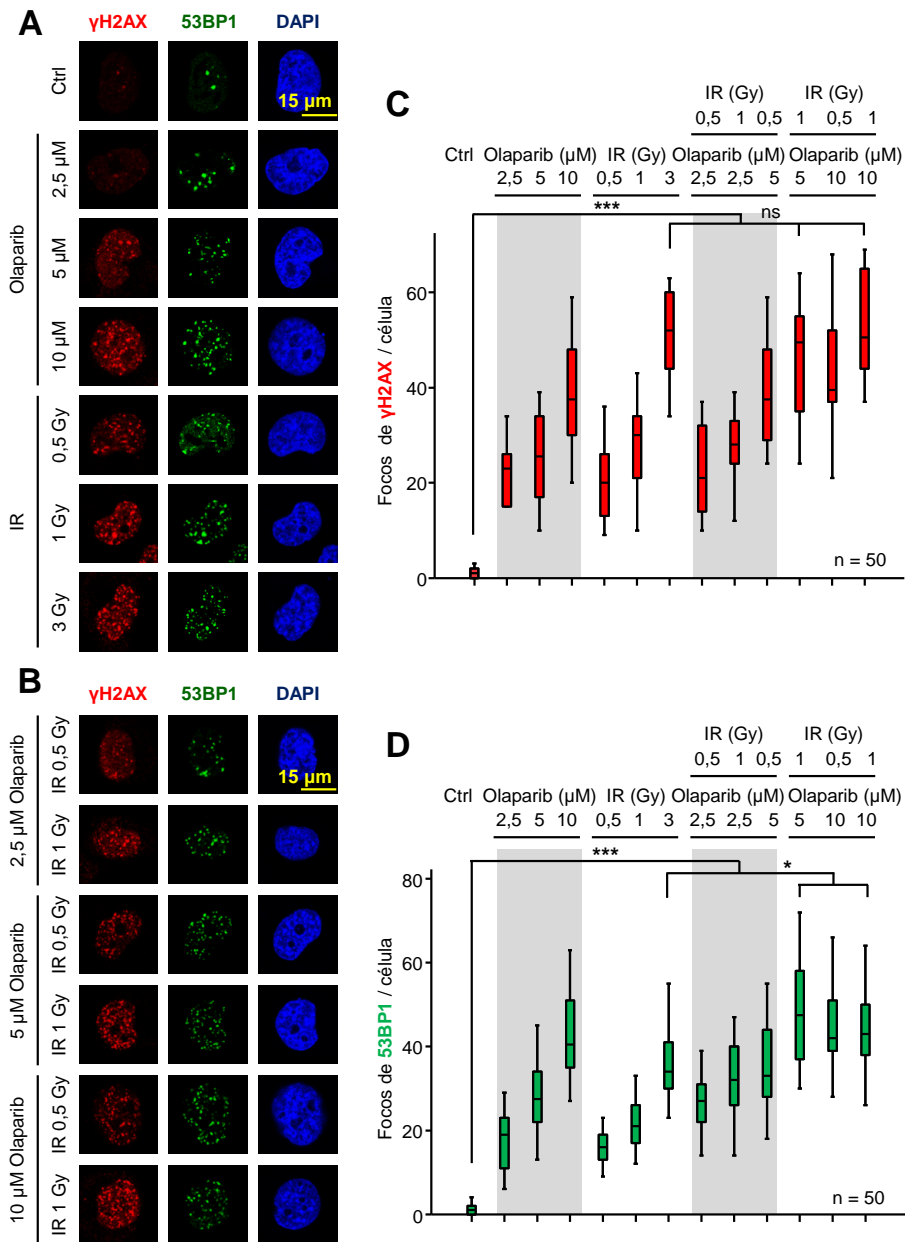 A
γH2AX 53BP1 DAPI
Ctrl
15 µm
Olaparib
2,5 µM
5 µM
10 µM
IR
0,5 Gy
1 Gy
3 Gy
B
γH2AX 53BP1 DAPI
2,5 µM Olaparib
IR 0,5 Gy
15 µm
IR 1 Gy
5 µM Olaparib
IR 0,5 Gy
IR 1 Gy
10 µM Olaparib
IR 0,5 Gy
IR 1 Gy
C
IR (Gy) IR (Gy)
0,5 1 0,5 1 0,5 1
Ctrl Olaparib (µM) IR (Gy) Olaparib (µM) Olaparib (µM)
2,5 5 10 0,5 1 3 2,5 2,5 5 5 10 10
*** ns
Focos de γH2AX / célula
60
40
20
0
n = 50
D
IR (Gy) IR (Gy)
0,5 1 0,5 1 0,5 1
Ctrl Olaparib (µM) IR (Gy) Olaparib (µM) Olaparib (µM)
2,5 5 10 0,5 1 3 2,5 2,5 5 5 10 10
*** *
Focos de 53BP1 / célula
80
60
40
20
0
n = 50